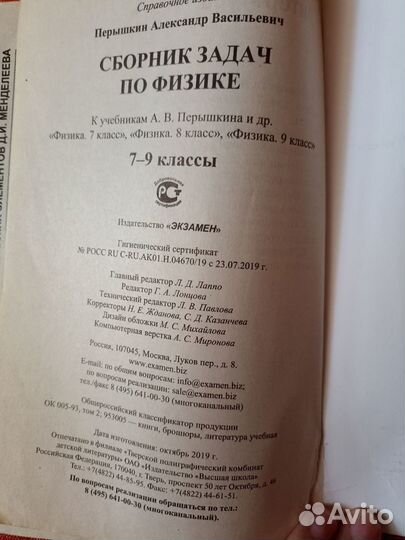 Справочное изда
Перышкин Александр Васильевич
СБОРНИК ЗАДАЧ
ПО ФИЗИКЕ
К учебникам А. В. Перышкина и др.
«Физика. 7 класс», «Физика. 8 класс», «Физика. 9 класс»
7–9 классы
Издательство «ЭКЗАМЕН»
Гигиенический сертификат
№ РОСС RU C-RU.АК01.Н.04670/19 с 23.07.2019 г.
Главный редактор Л. Д. Лаппо
Редактор Г. А. Лонцова
Технический редактор Л. В. Павлова
Корректоры Н. Е. Жданова, С. Д. Казанчева
Дизайн обложки М. С. Михайлова
Компьютерная верстка А. С. Миронова
Россия, 107045, Москва, Луков пер., д. 8.
www.examen.biz
E-mail: по общим вопросам: info@examen.biz;
по вопросам реализации: sale@examen.biz
тел./факс 8 (495) 641-00-30 (многоканальный)
Общероссийский классификатор продукции
ОК 005-93, том 2; 953005 — книги, брошюры, литература учебная
Дата изготовления: октябрь 2019 г.
Отпечатано в филиале «Тверской полиграфический комбинат
детской литературы» ОАО «Издательство «Высшая школа»
Российская Федерация, 170040, г. Тверь, проспект 50 лет Октября, д. 46
Тел.: +7(4822) 44-85-95. Факс: +7(4822) 44-61-51.
По вопросам реализации обращаться по тел.:
8 (495) 641-00-30 (многоканальный).
ЭЛЕМЕНТОВ Д.И. МЕНДЕЛЕЕВА
Avito